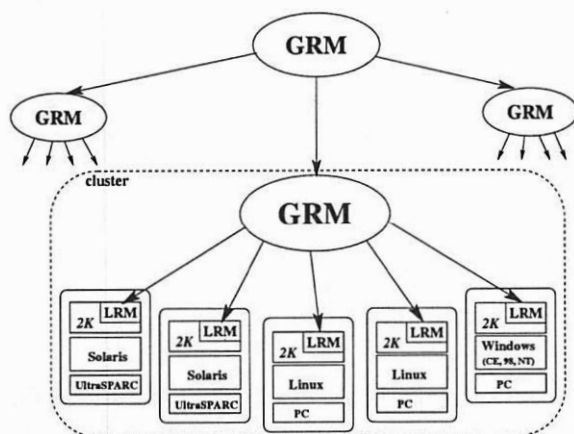 GRM
GRM
GRM
cluster
GRM
2K LRM
Solaris
UltraSPARC
2K LRM
Solaris
UltraSPARC
2K LRM
Linux
PC
2K LRM
Linux
PC
2K LRM
Windows
(CE, 98, NT)
PC